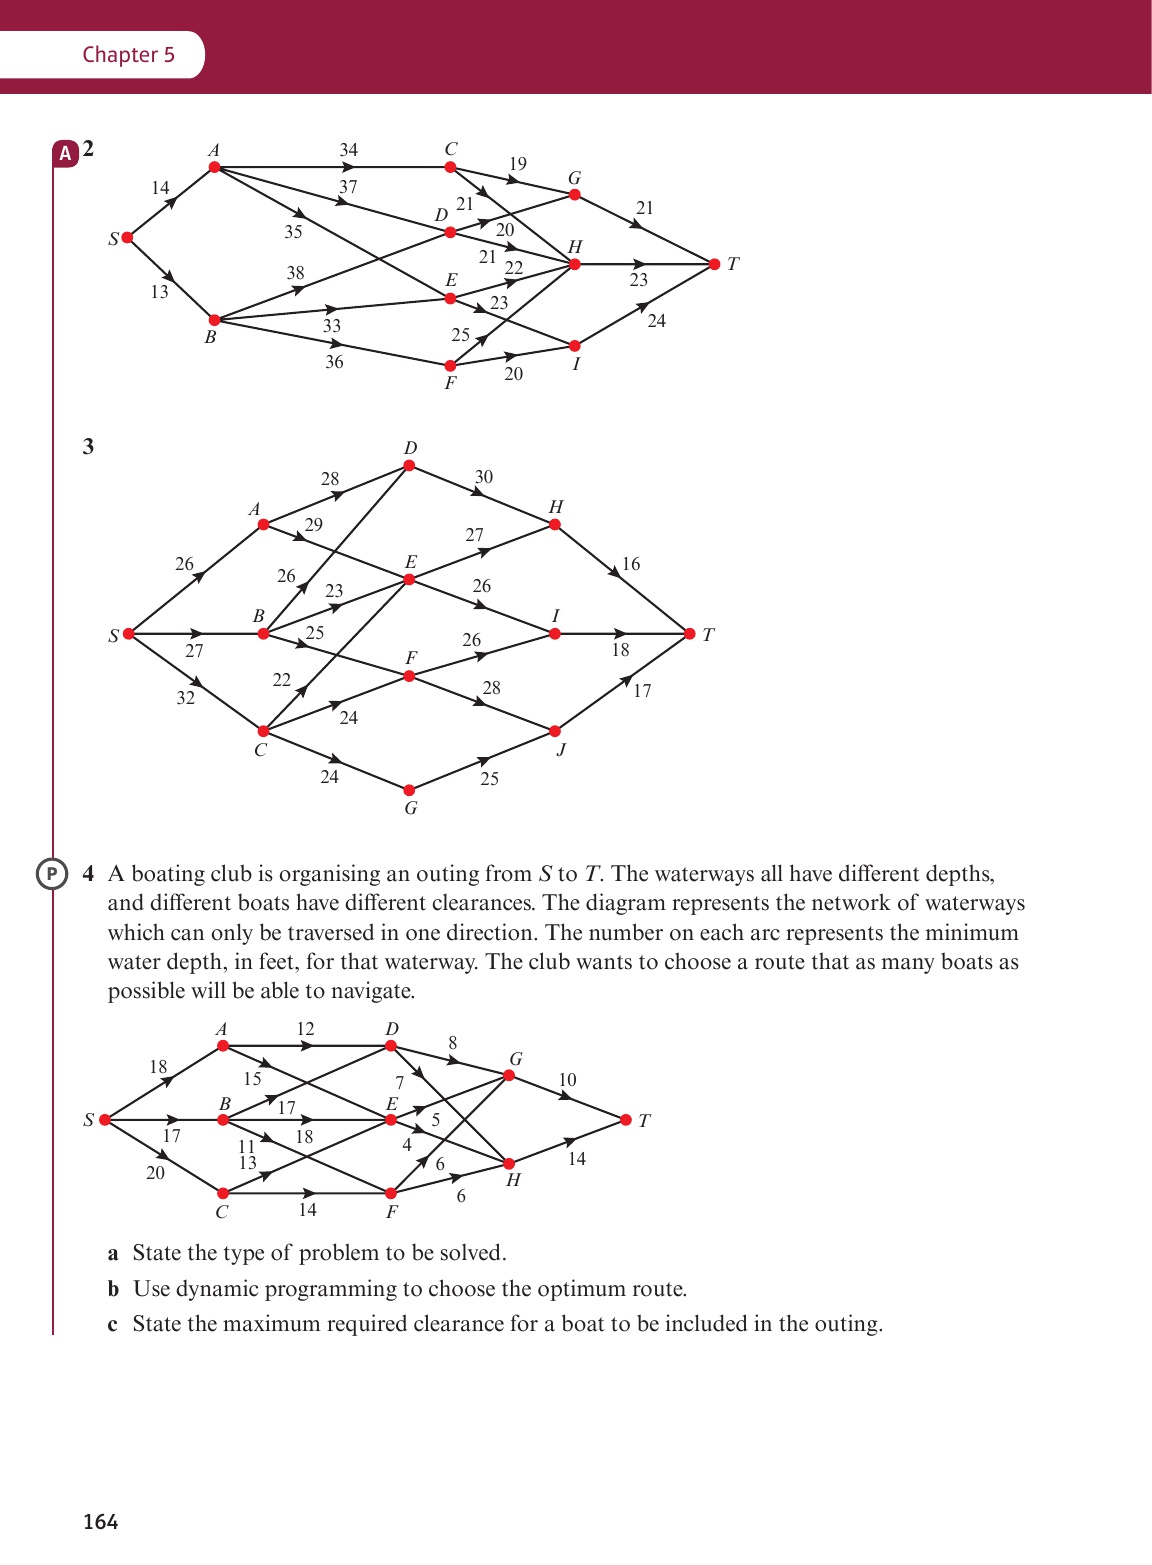 Chapter 5
A 2
A 34 C
19
G
14 37
21
21
D
S
35 20
H
T
21
22
38 E
23
13
23
33 24
B 25
36 I
20
F
3
D
28 30
A H
29
27
16
26 E
26
26
23
B I
S 25 T
26
27 18
F
22 28 17
32
24
C J
24 25
G
P 4 A boating club is organising an outing from S to T. The waterways all have different depths,
and different boats have different clearances. The diagram represents the network of waterways
which can only be traversed in one direction. The number on each arc represents the minimum
water depth, in feet, for that waterway. The club wants to choose a route that as many boats as
possible will be able to navigate.
A 12 D
8
G
18
15 7 10
B E
17
S 5 T
17 18
11 4
13 6 14
20 H
6
C 14 F
a State the type of problem to be solved.
b Use dynamic programming to choose the optimum route.
c State the maximum required clearance for a boat to be included in the outing.
164